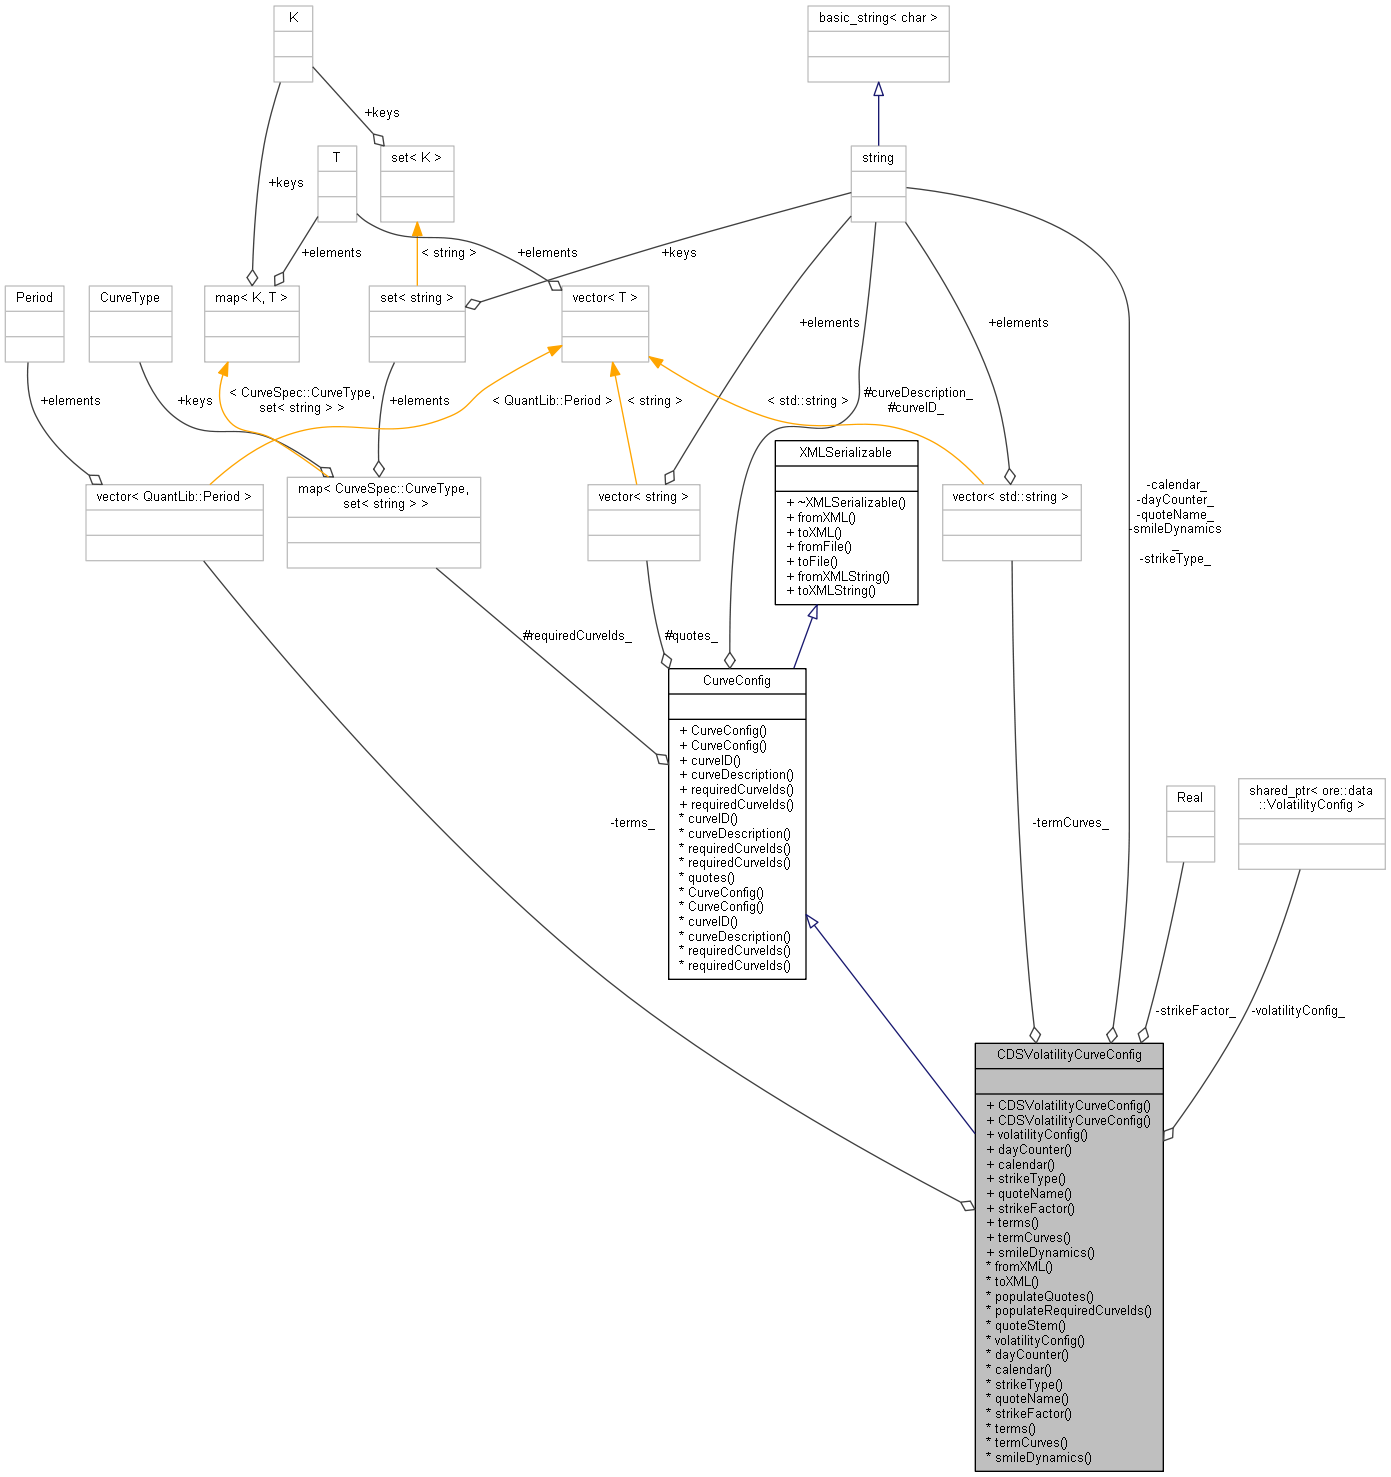 K
basic_string< char >
+keys
T
set< K >
string
+keys
+elements
< string >
+elements
+keys
Period
CurveType
map< K, T >
set< string >
vector< T >
+elements
+elements
+elements
+keys
< CurveSpec::CurveType,
set< string > >
+elements
< QuantLib::Period >
< string >
< std::string >
#curveDescription_
#curveID_
XMLSerializable
+ ~XMLSerializable()
+ fromXML()
+ toXML()
+ fromFile()
+ toFile()
+ fromXMLString()
+ toXMLString()
vector< QuantLib::Period >
map< CurveSpec::CurveType,
set< string > >
vector< string >
vector< std::string >
-calendar_
-dayCounter_
-quoteName_
-smileDynamics
_
-strikeType_
#requiredCurveIds_
#quotes_
CurveConfig
+ CurveConfig()
+ CurveConfig()
+ curveID()
+ curveDescription()
+ requiredCurveIds()
+ requiredCurveIds()
* curveID()
* curveDescription()
* requiredCurveIds()
* requiredCurveIds()
* quotes()
* CurveConfig()
* CurveConfig()
* curveID()
* curveDescription()
* requiredCurveIds()
* requiredCurveIds()
-terms_
-termCurves_
Real
shared_ptr< ore::data
::VolatilityConfig >
-strikeFactor_
-volatilityConfig_
CDSVolatilityCurveConfig
+ CDSVolatilityCurveConfig()
+ CDSVolatilityCurveConfig()
+ volatilityConfig()
+ dayCounter()
+ calendar()
+ strikeType()
+ quoteName()
+ strikeFactor()
+ terms()
+ termCurves()
+ smileDynamics()
* fromXML()
* toXML()
* populateQuotes()
* populateRequiredCurveIds()
* quoteStem()
* volatilityConfig()
* dayCounter()
* calendar()
* strikeType()
* quoteName()
* strikeFactor()
* terms()
* termCurves()
* smileDynamics()